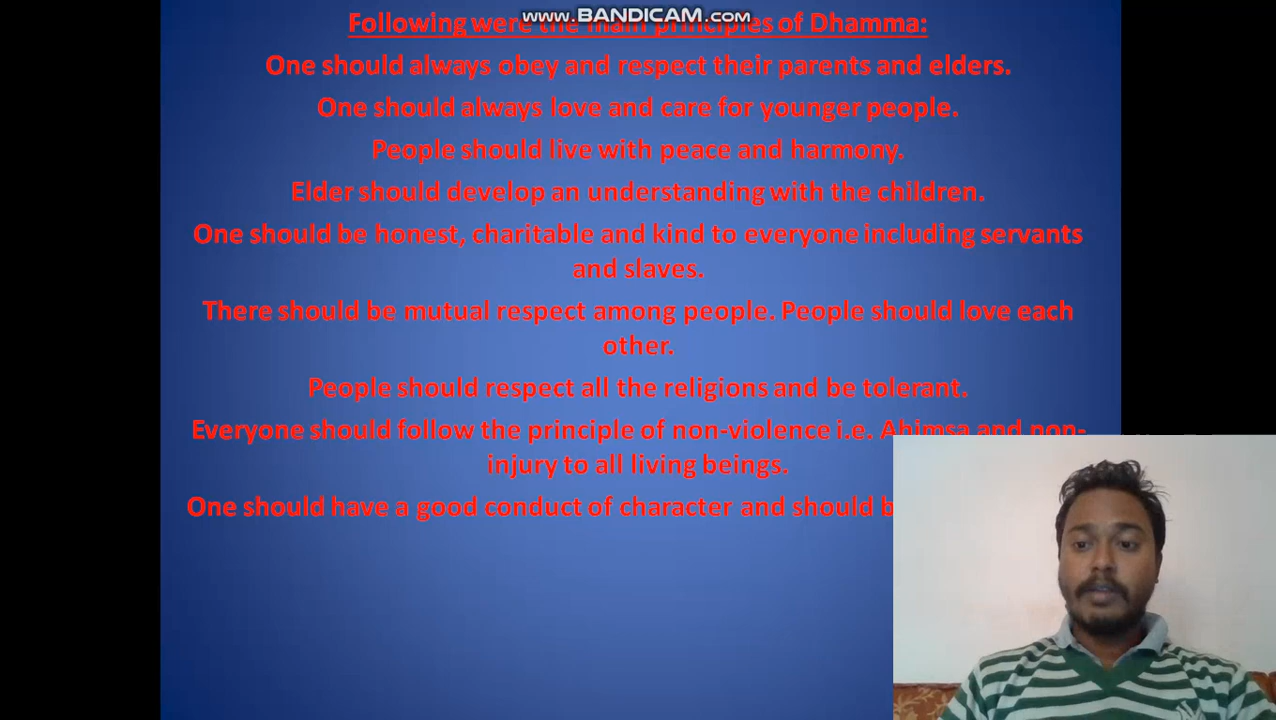 www.BANDICAM.com
Following were the main principles of Dhamma:
One should always obey and respect their parents and elders.
One should always love and care for younger people.
People should live with peace and harmony.
Elder should develop an understanding with the children.
One should be honest, charitable and kind to everyone including servants
and slaves.
There should be mutual respect among people. People should love each
other.
People should respect all the religions and be tolerant.
Everyone should follow the principle of non-violence i.e. Ahimsa and non-
injury to all living beings.
One should have a good conduct of character and should